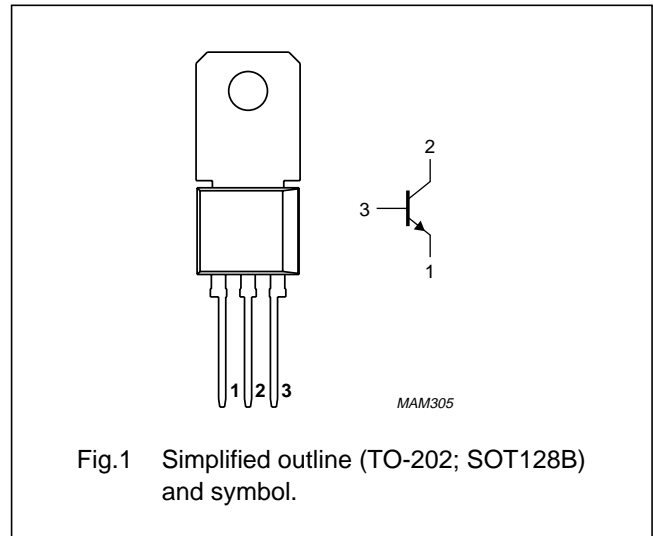 2
3
1
1 2 3
MAM305
Fig.1 Simplified outline (TO-202; SOT128B)
and symbol.